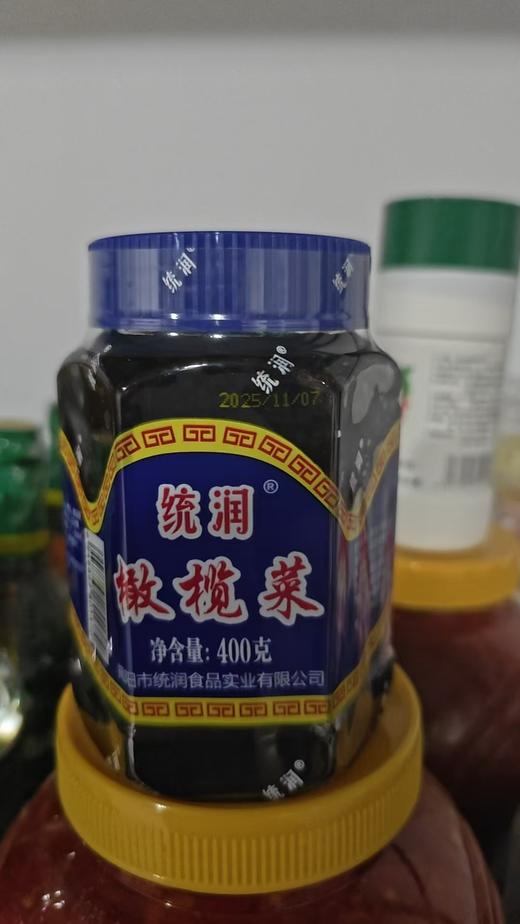 统润®
统润
统润®
2025/11/07
统润®
橄榄菜
净含量: 400克
阳市统润食品实业有限公司
统润®